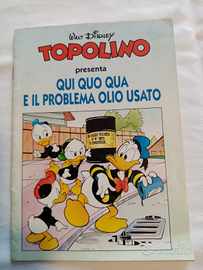 WALT DISNEY
TOPOLINO
presenta
QUI QUO QUA
E IL PROBLEMA OLIO USATO